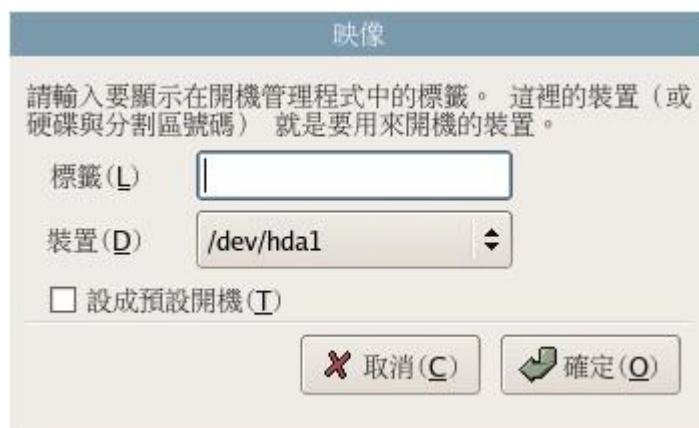 映像
請輸入要顯示在開機管理程式中的標籤。 這裡的裝置（或
硬碟與分割區號碼） 就是要用來開機的裝置。
標籤(L)
裝置(D) /dev/hda1
設成預設開機(T)
取消(C) 確定(O)